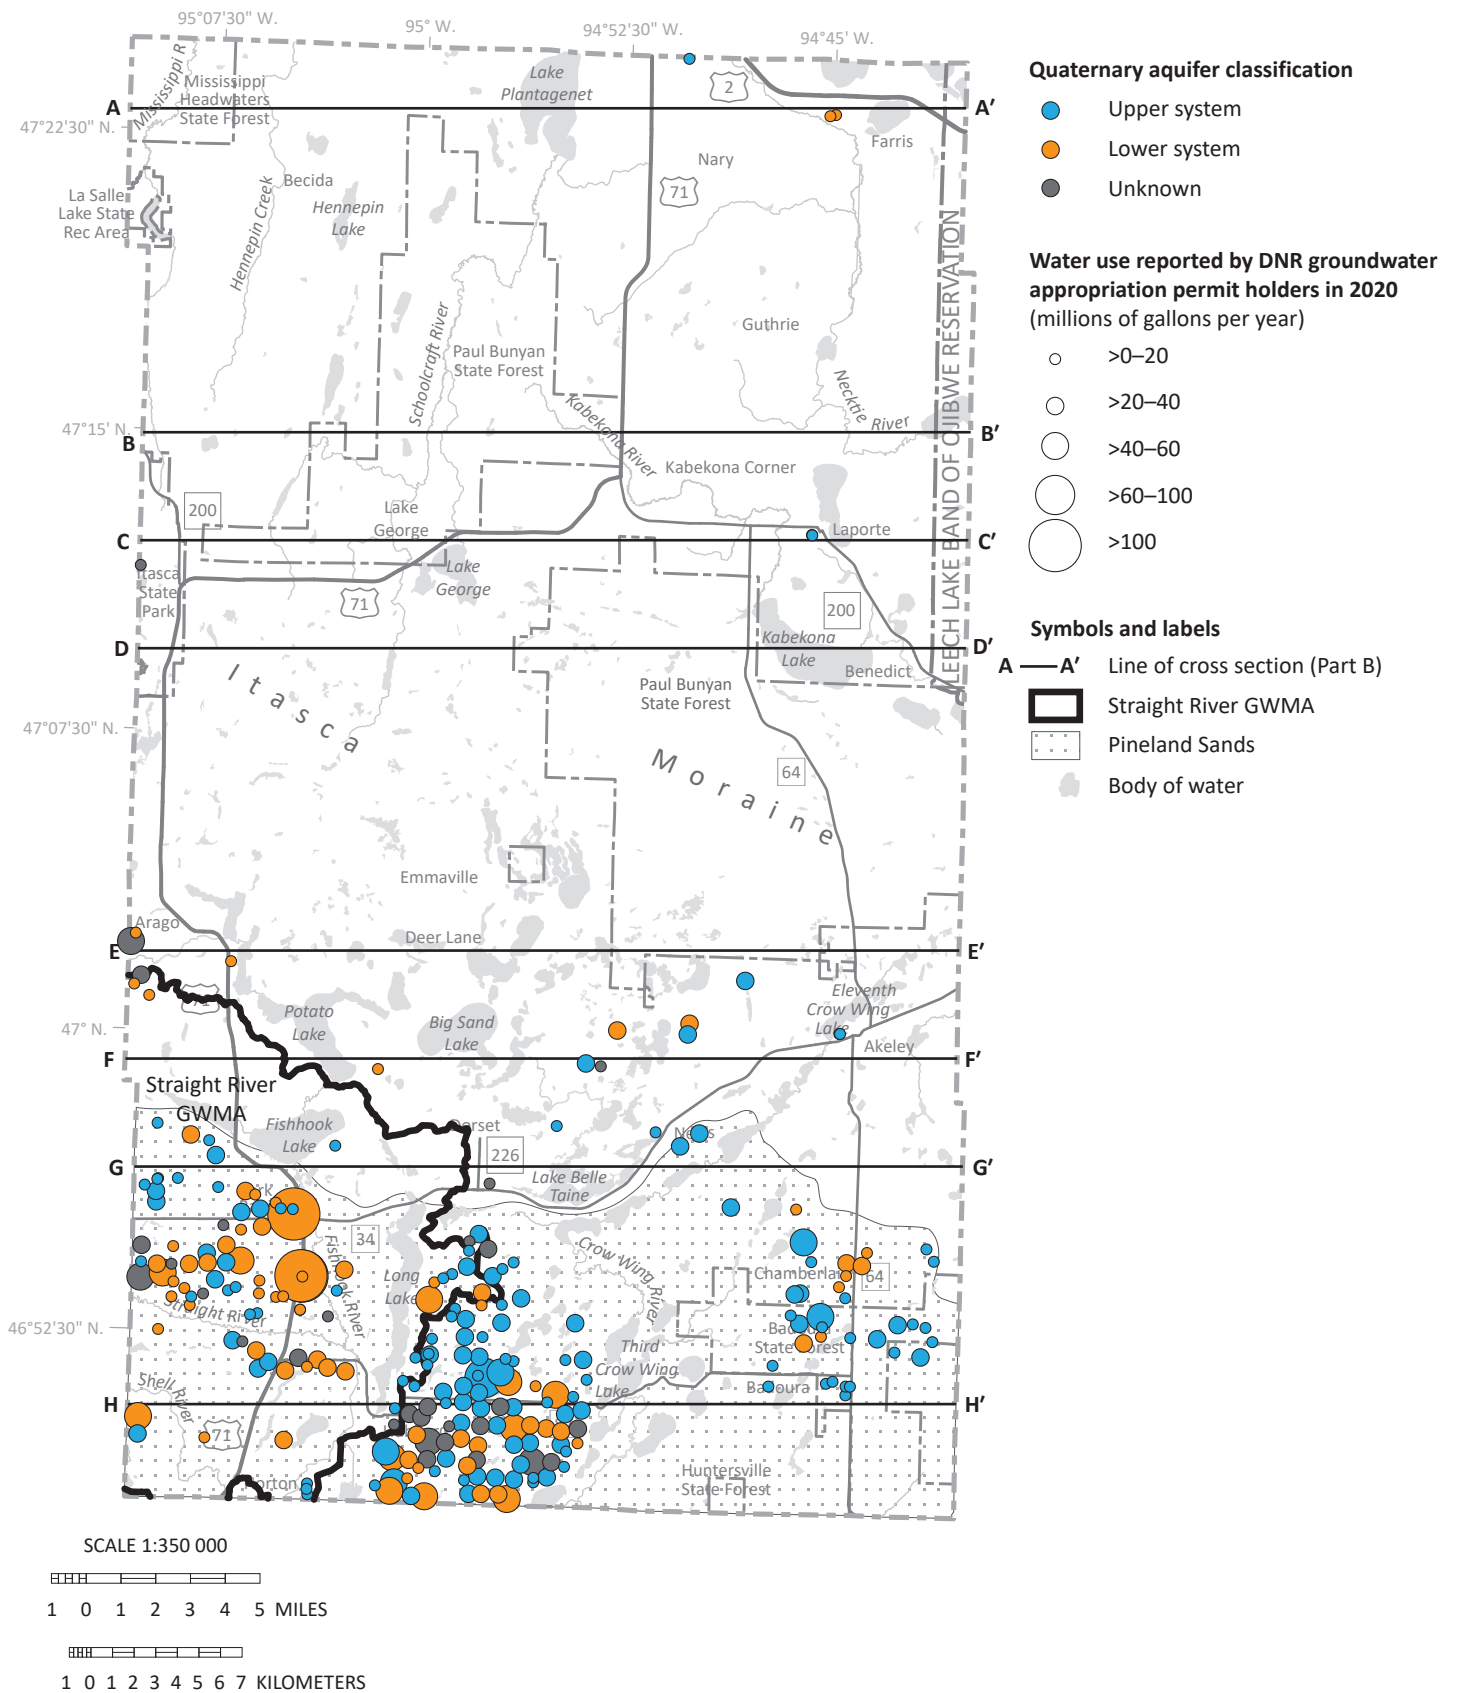 95°07'30" W.
95° W.
94°52'30" W.
94°45' W.
Mississippi R
Mississippi
Headwaters
State Forest
Lake
Plantagenet
2
A
A′
47°22'30" N.
Farris
Nary
71
Becida
La Salle
Lake State
Rec Area
Hennepin
Lake
Hennepin Creek
LEECH LAKE BAND OF OJIBWE RESERVATION
Schoolcraft River
Guthrie
Paul Bunyan
State Forest
Necktie
River
Kabekona River
47°15' N.
B
B′
Kabekona Corner
200
Lake
George
Laporte
C
C′
Itasca
State
Park
Lake
George
71
200
Kabekona
Lake
D
D′
Benedict
Itasca
Paul Bunyan
State Forest
47°07'30" N.
Moraine
64
Emmaville
Arago
Deer Lane
E
E′
71
Eleventh
Crow Wing
Lake
Potato
Lake
Big Sand
Lake
47° N.
Akeley
F
F′
Straight River
GWMA
Fishhook
Lake
Dorset
226
G
G′
Lake Belle
Taine
34
Fishhook River
Crow Wing
River
Long
Lake
Chamberlain
64
Straight River
46°52'30" N.
Third
Crow Wing
Lake
Badoura
State Forest
Badoura
Shell River
H
H′
71
Huntersville
State Forest
SCALE 1:350 000
1 0 1 2 3 4 5 MILES
1 0 1 2 3 4 5 6 7 KILOMETERS
Quaternary aquifer classification
Upper system
Lower system
Unknown
Water use reported by DNR groundwater
appropriation permit holders in 2020
(millions of gallons per year)
>0–20
>20–40
>40–60
>60–100
>100
Symbols and labels
A A′ Line of cross section (Part B)
Straight River GWMA
Pineland Sands
Body of water